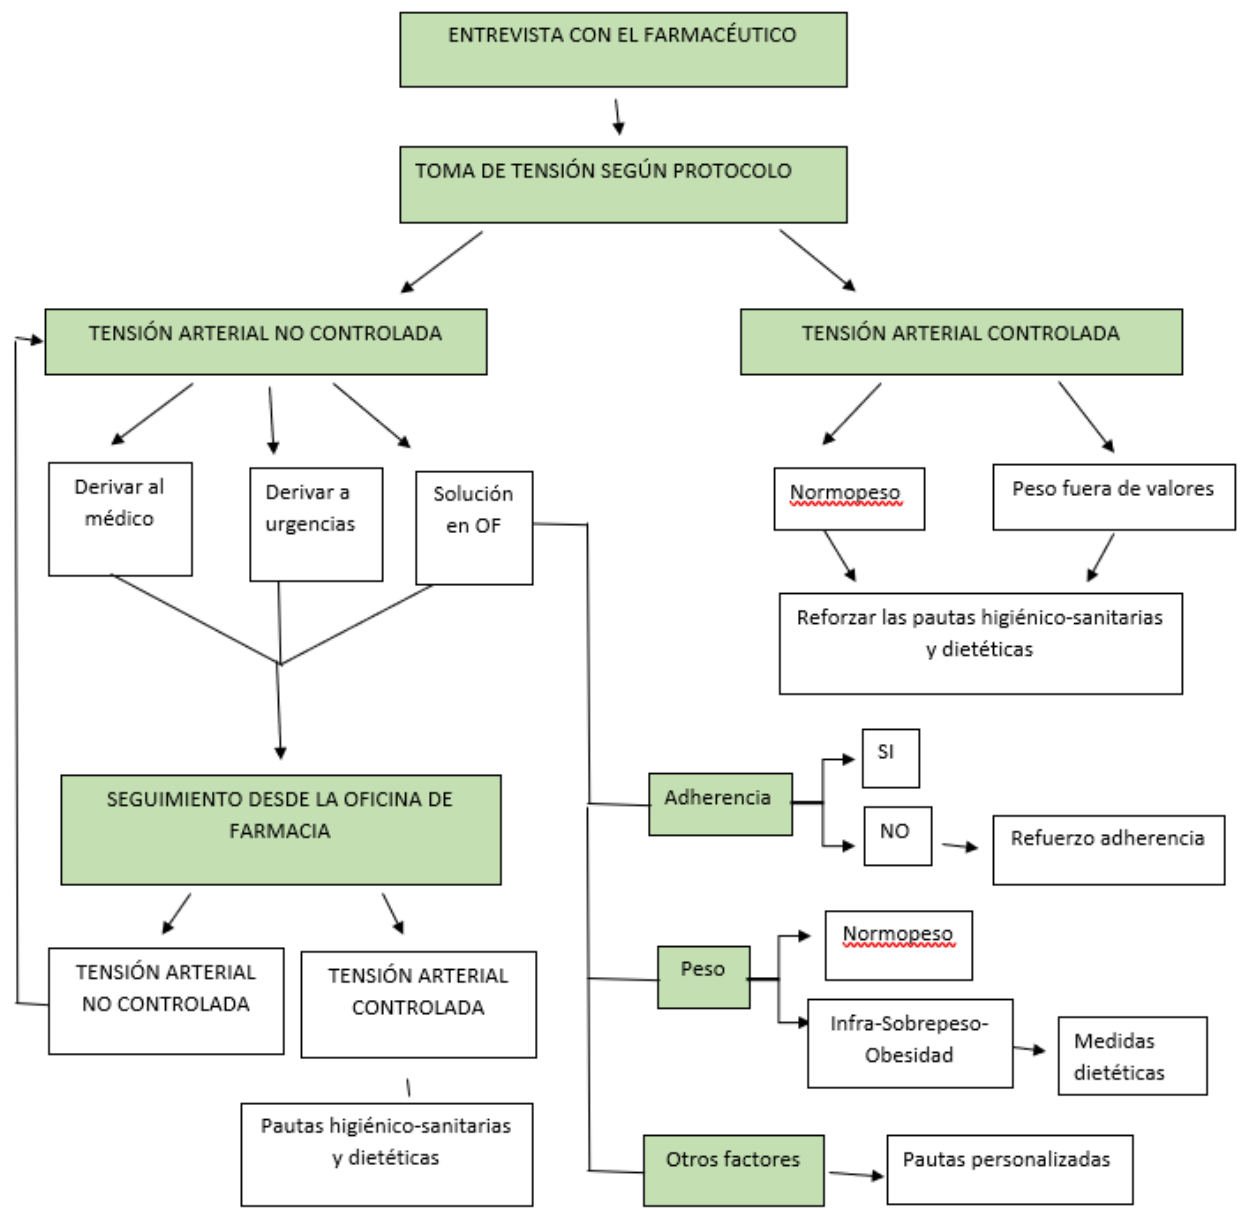 ENTREVISTA CON EL FARMACÉUTICO
TOMA DE TENSIÓN SEGÚN PROTOCOLO
TENSIÓN ARTERIAL NO CONTROLADA
TENSIÓN ARTERIAL CONTROLADA
Derivar al
médico
Derivar a
urgencias
Solución
en OF
Normopeso
Peso fuera de valores
Reforzar las pautas higiénico-sanitarias
y dietéticas
SEGUIMIENTO DESDE LA OFICINA DE
FARMACIA
Adherencia
SI
NO
Refuerzo adherencia
TENSIÓN ARTERIAL
NO CONTROLADA
TENSIÓN ARTERIAL
CONTROLADA
Pautas higiénico-sanitarias
y dietéticas
Peso
Normopeso
Infra-Sobrepeso-
Obesidad
Medidas
dietéticas
Otros factores
Pautas personalizadas